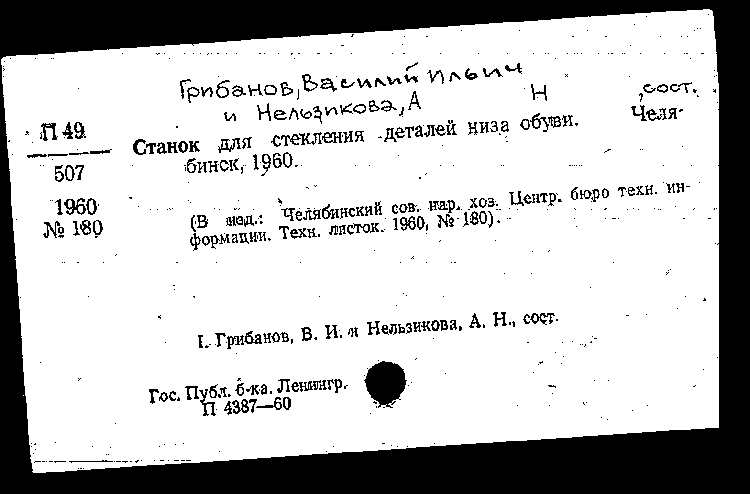 Грибанов, Василий Ильич
и Нельзикова, А Н , сост.
П 49
507
1960
№ 180
Станок для стекления деталей низа обуви. Челя-
бинск, 1960.
(В над.: Челябинский сов. нар. хоз. Центр. бюро техн. ин-
формации. Техн. листок. 1960, № 180).
I. Грибанов, В. И. и Нельзикова, А. Н., сост.
Гос. Публ. б-ка. Ленингр.
П 4387—60